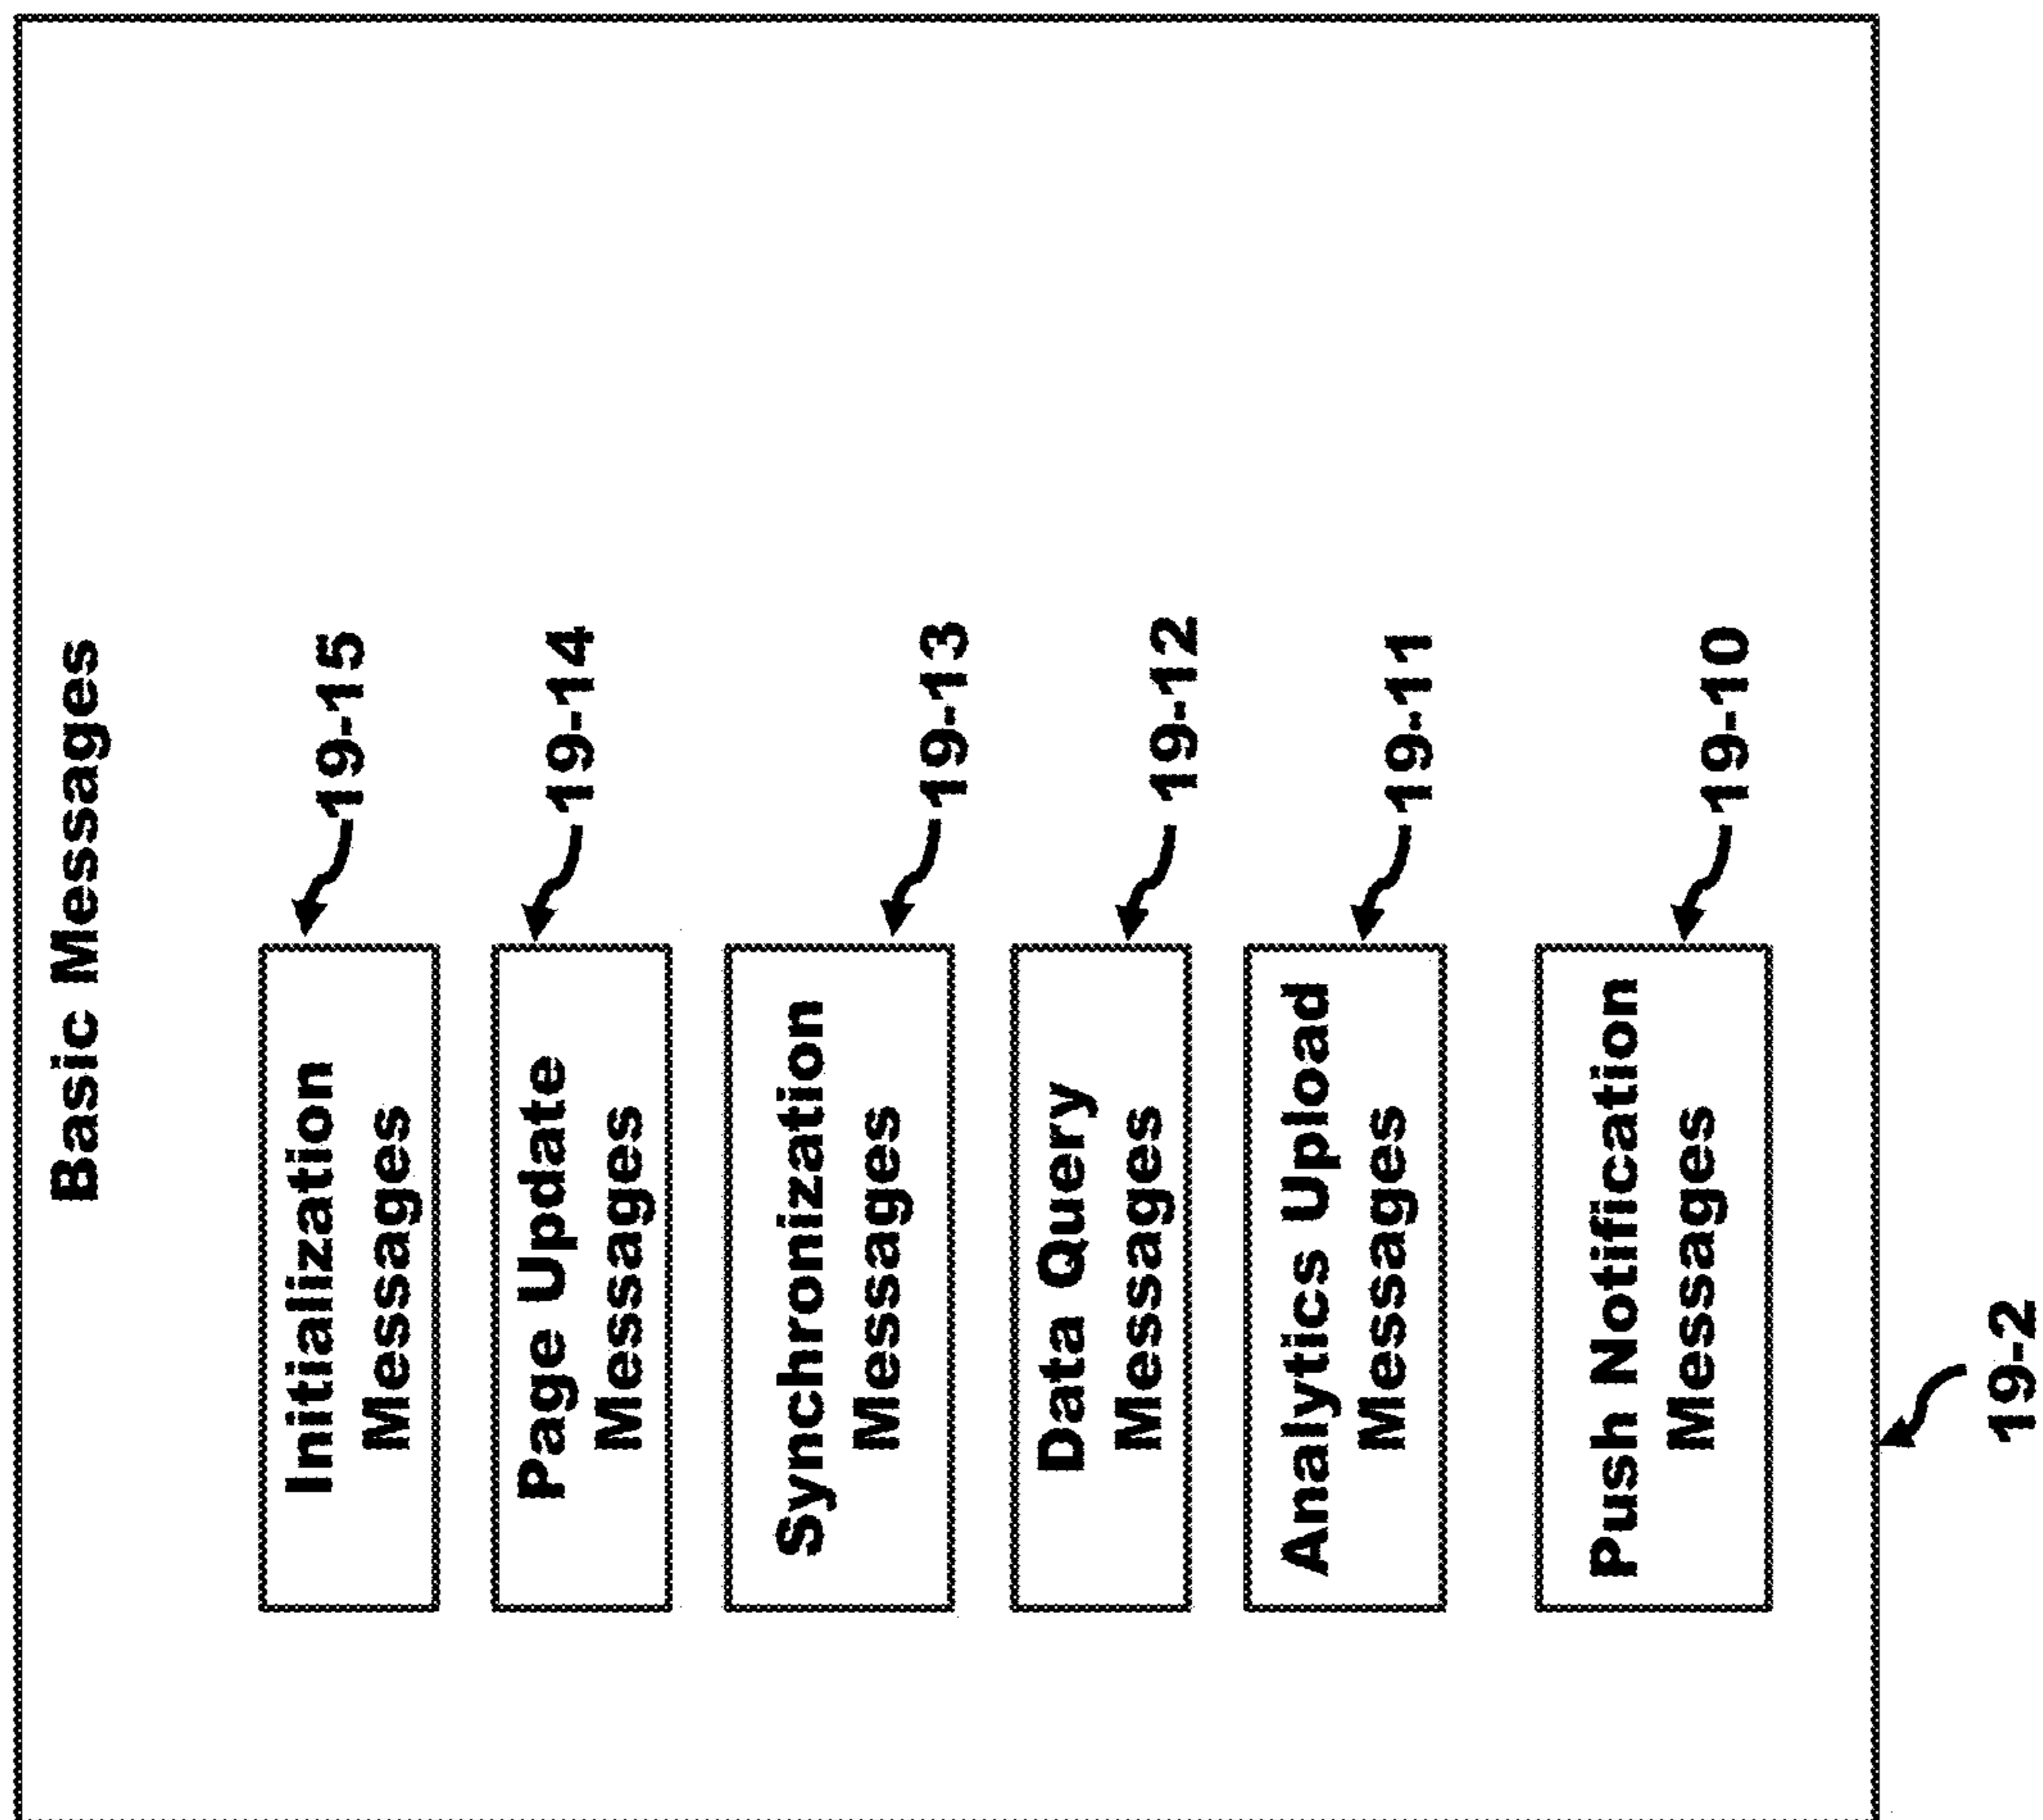 Basic Messages
Initialization
Messages
19-15
Page Update
Messages
19-14
Synchronization
Messages
19-13
Data Query
Messages
19-12
Analytics Upload
Messages
19-11
Push Notification
Messages
19-10
19-2